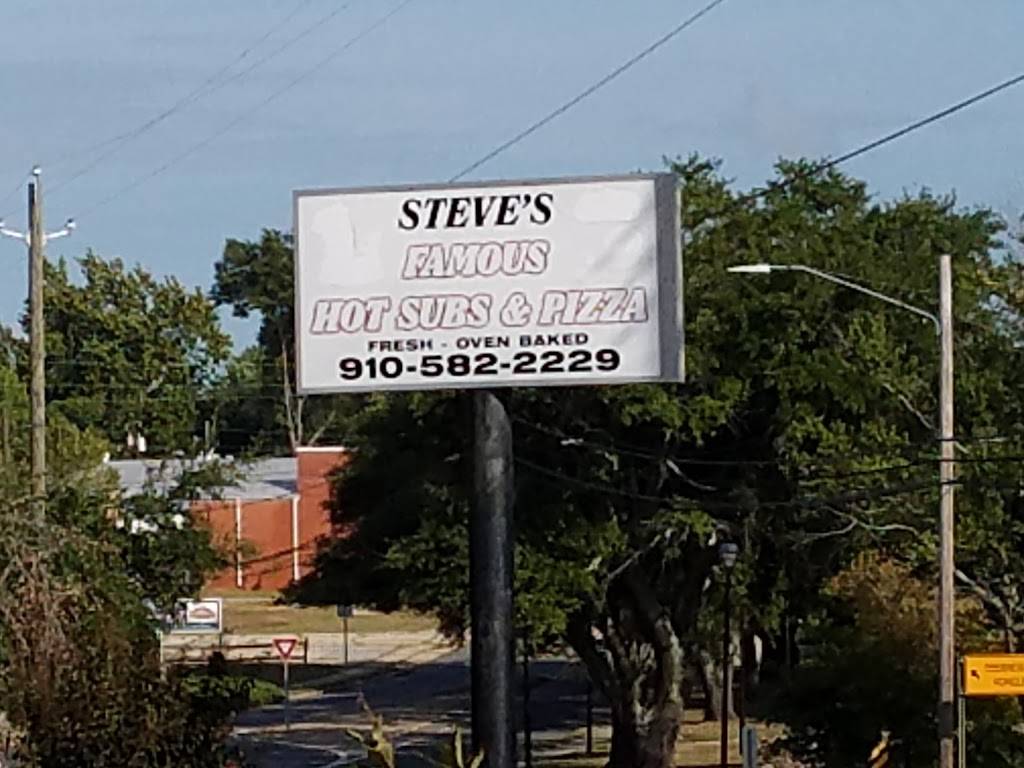 STEVE'S
FAMOUS
HOT SUBS & PIZZA
FRESH - OVEN BAKED
910-582-2229